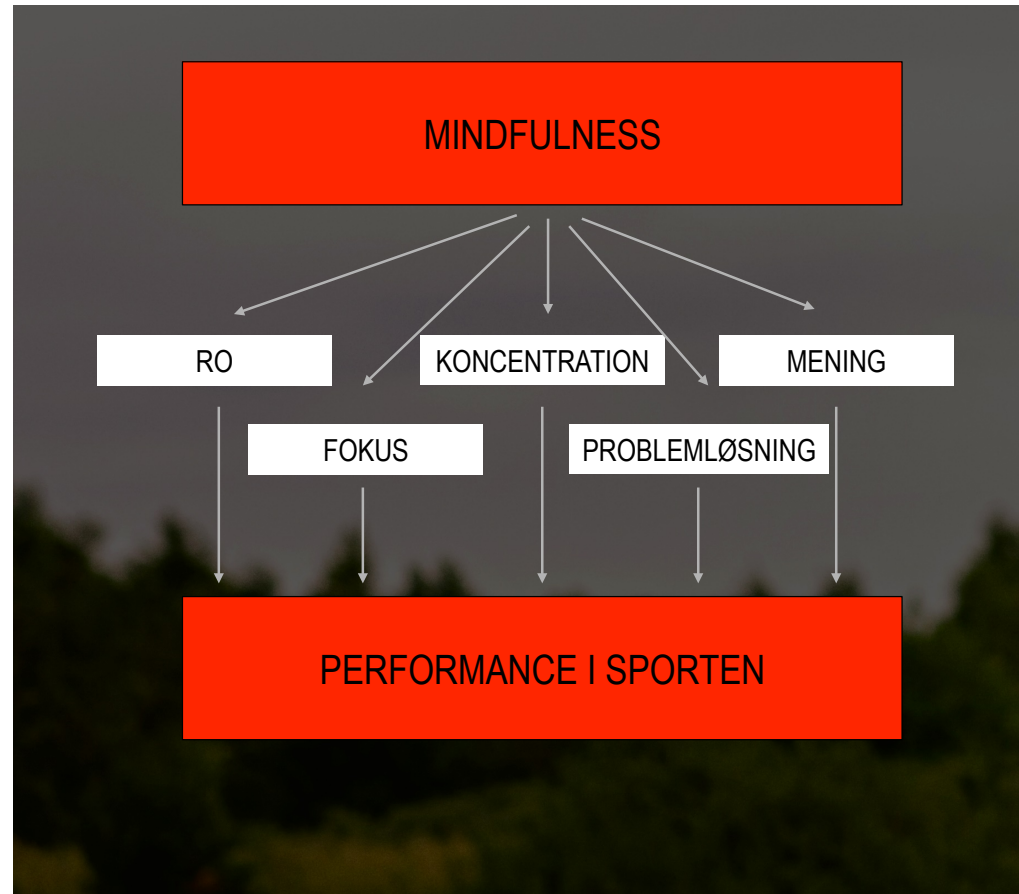 MINDFULNESS
RO
KONCENTRATION
MENING
FOKUS
PROBLEMLØSNING
PERFORMANCE I SPORTEN